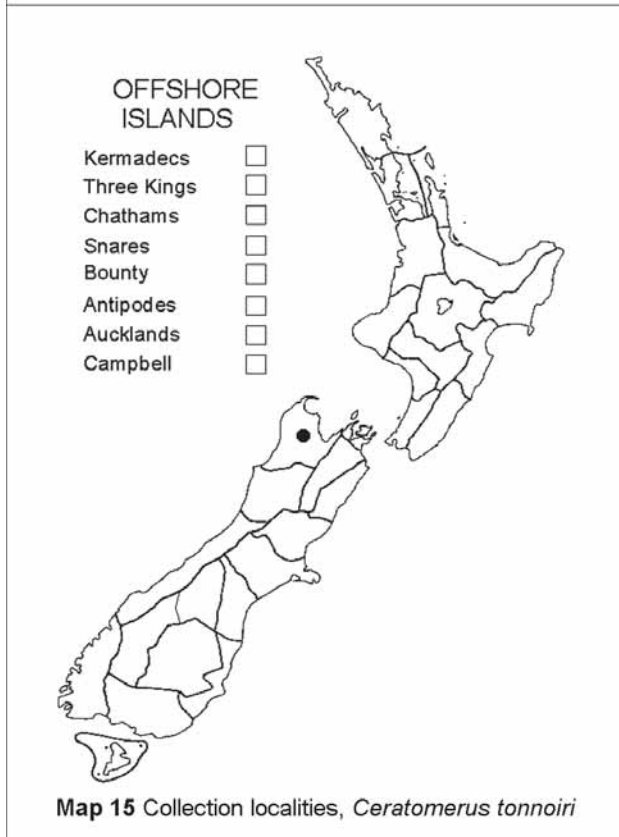 OFFSHORE
ISLANDS
Kermadecs
Three Kings
Chathams
Snares
Bounty
Antipodes
Aucklands
Campbell
Map 15 Collection localities, Ceratomerus tonnoiri